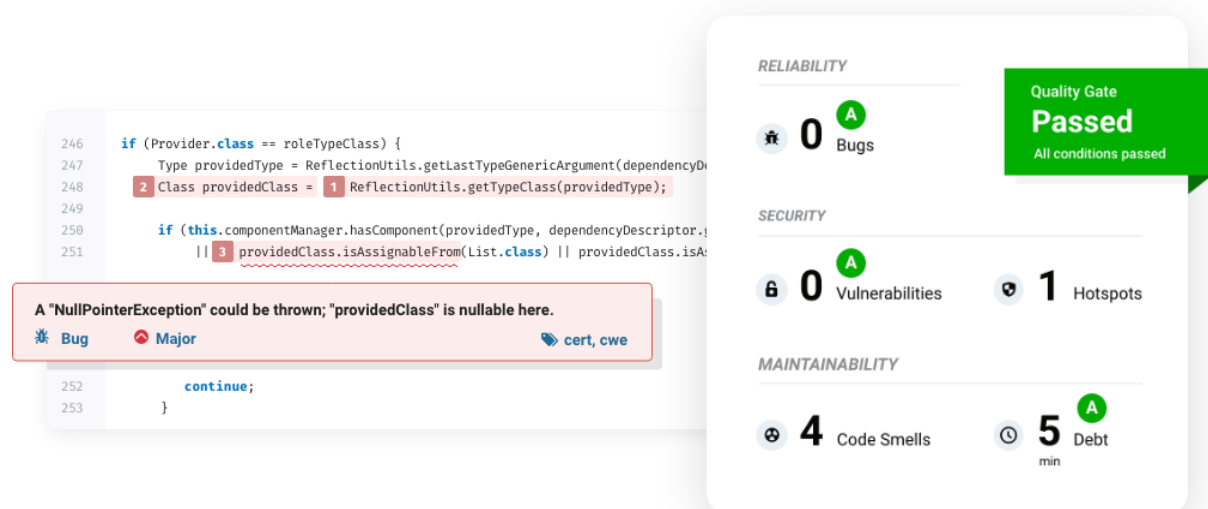 246 if (Provider.class == roleTypeClass) {
247 Type providedType = ReflectionUtils.getLastTypeGenericArgument(dependencyDe
248 2 Class providedClass = 1 ReflectionUtils.getTypeClass(providedType);
249
250 if (this.componentManager.hasComponent(providedType, dependencyDescriptor.g
251 || 3 providedClass.isAssignableFrom(List.class) || providedClass.isAs
A "NullPointerException" could be thrown; "providedClass" is nullable here.
Bug Major cert, cwe
252 continue;
253 }
RELIABILITY
0 A Bugs
Quality Gate
Passed
All conditions passed
SECURITY
0 A Vulnerabilities 1 Hotspots
MAINTAINABILITY
4 Code Smells 5 min A Debt